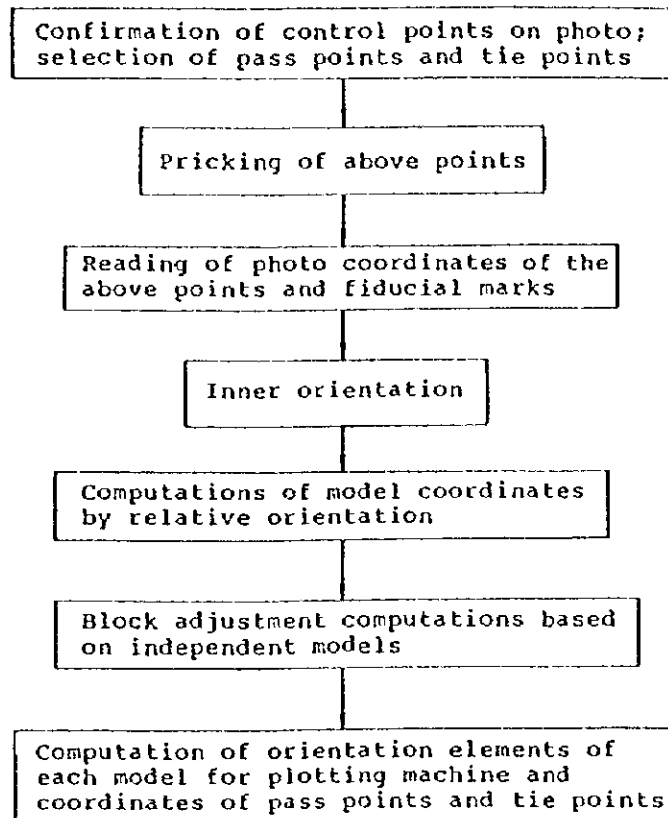 Confirmation of control points on photo;
selection of pass points and tie points
Pricking of above points
Reading of photo coordinates of the
above points and fiducial marks
Inner orientation
Computations of model coordinates
by relative orientation
Block adjustment computations based
on independent models
Computation of orientation elements of
each model for plotting machine and
coordinates of pass points and tie points